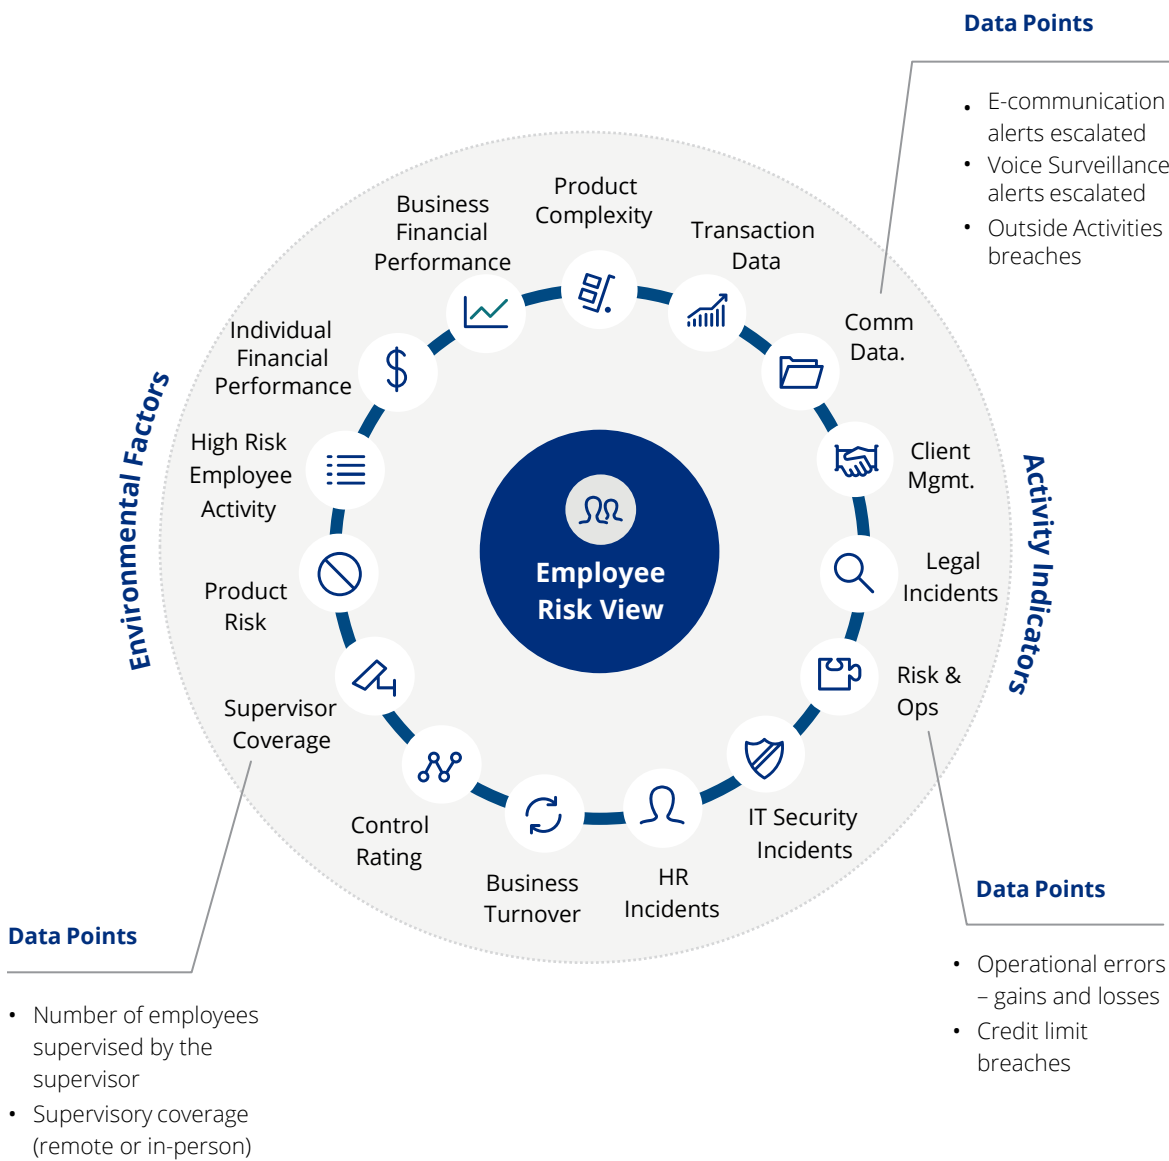 Data Points
E-communication
alerts escalated
Voice Surveillance
alerts escalated
Outside Activities
breaches
Product
Complexity
Business
Financial
Performance
Transaction
Data
Individual
Financial
Performance
Comm
Data.
High Risk
Employee
Activity
Client
Mgmt.
Environmental Factors
Activity Indicators
Employee
Risk View
Product
Risk
Legal
Incidents
Supervisor
Coverage
Risk &
Ops
Control
Rating
IT Security
Incidents
Business
Turnover
HR
Incidents
Data Points
Number of employees
supervised by the
supervisor
Supervisory coverage
(remote or in-person)
Data Points
Operational errors
– gains and losses
Credit limit
breaches